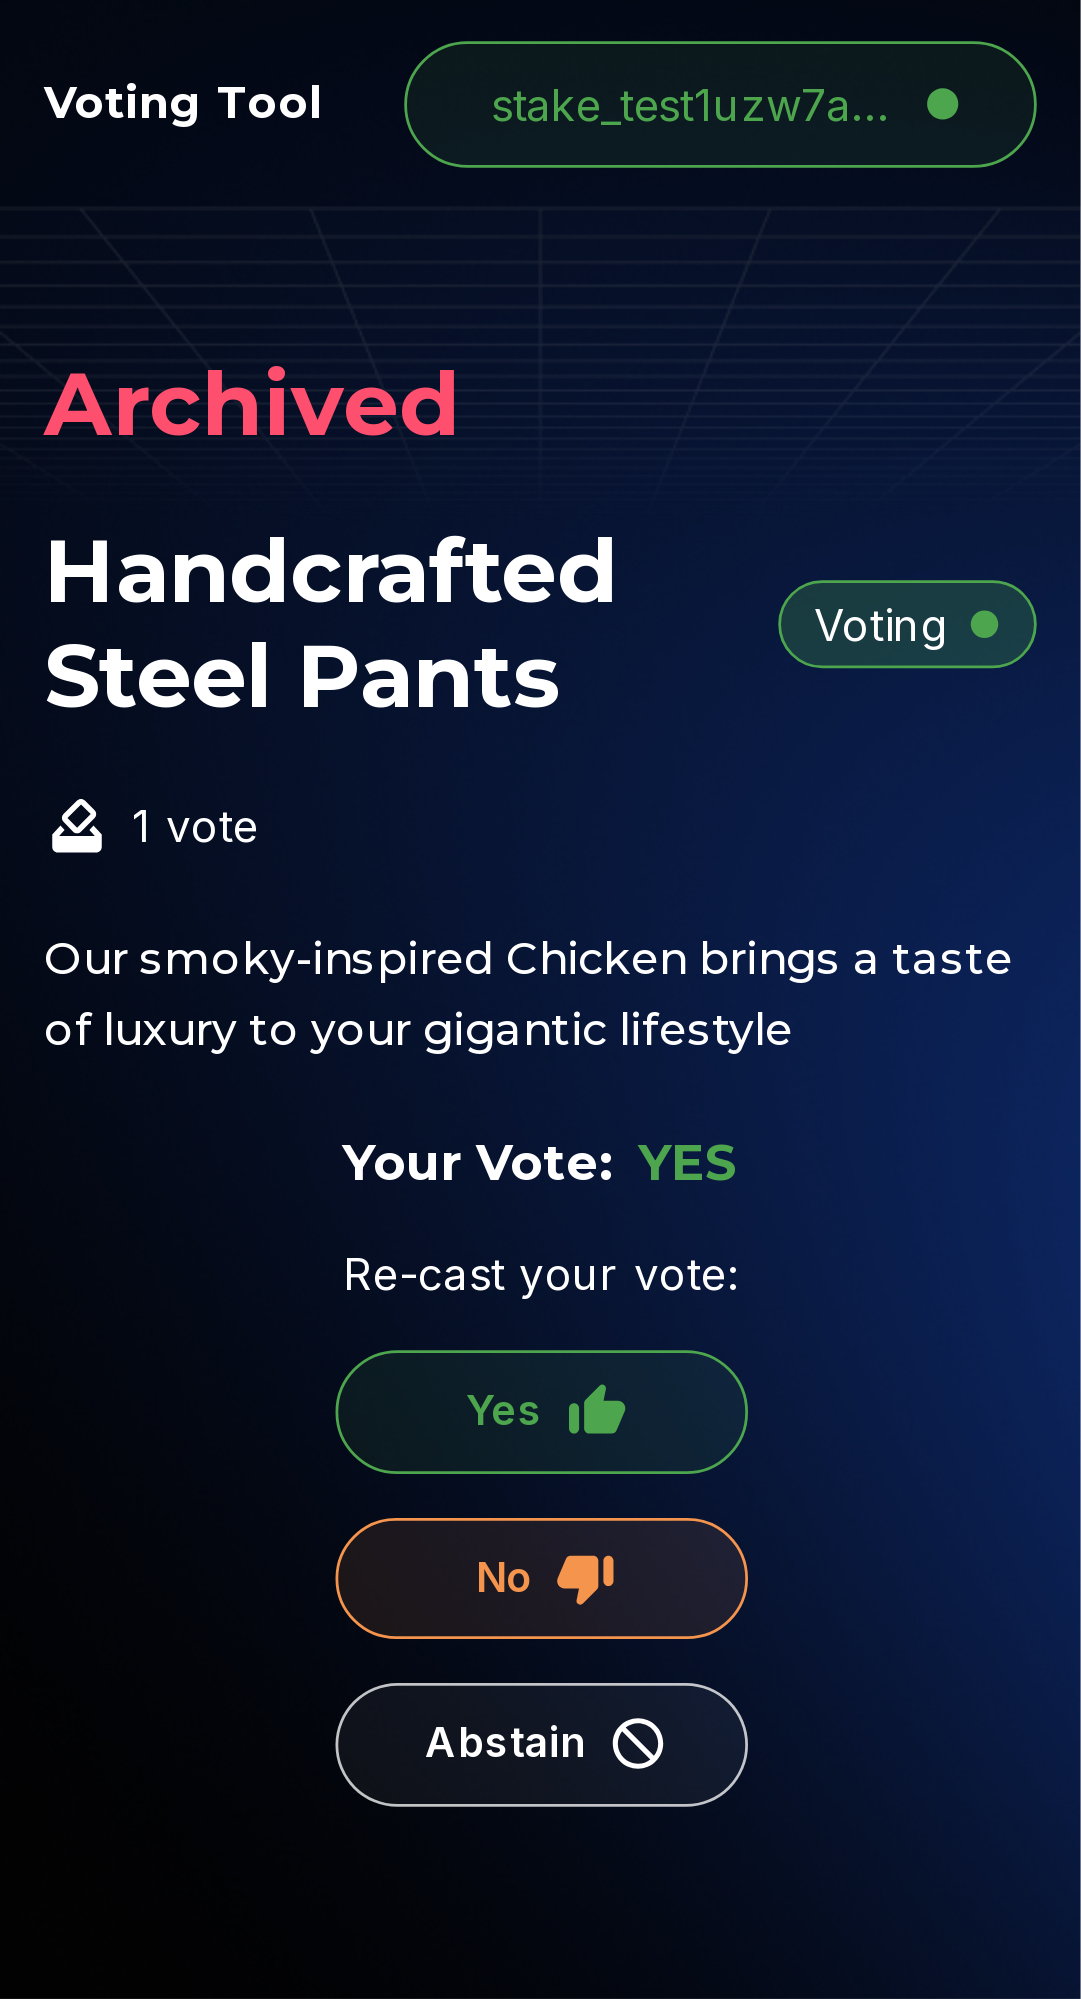 Voting Tool
stake_test1uzw7a...
Archived
Handcrafted
Steel Pants
Voting
1 vote
Our smoky-inspired Chicken brings a taste
of luxury to your gigantic lifestyle
Your Vote: YES
Re-cast your vote:
Yes
No
Abstain